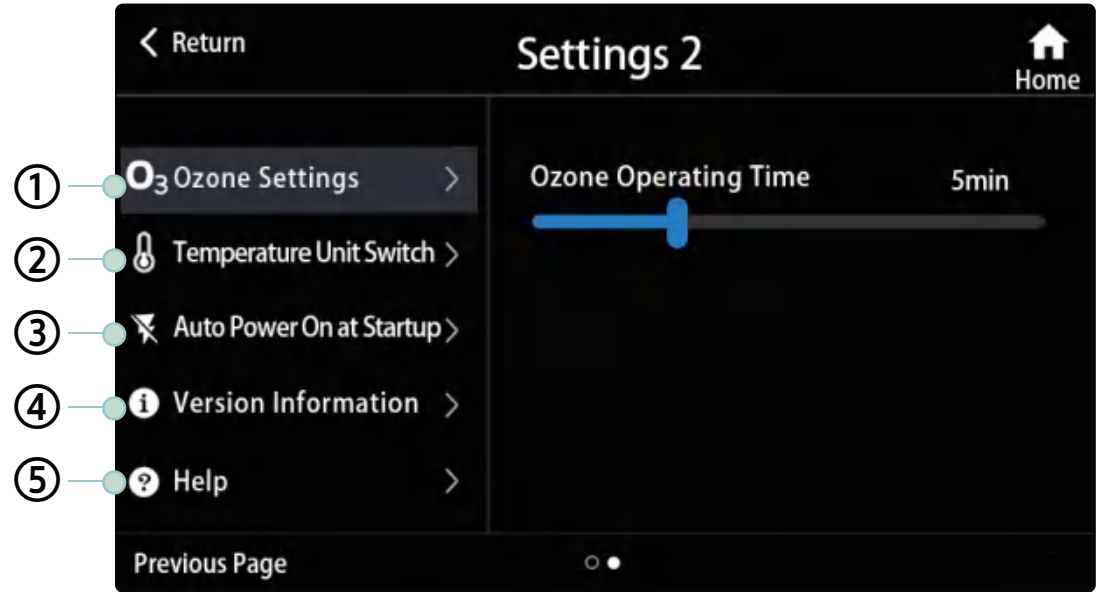 Return
Settings 2
Home
① O₃ Ozone Settings
② Temperature Unit Switch
③ Auto Power On at Startup
④ Version Information
⑤ Help
Ozone Operating Time 5min
Previous Page